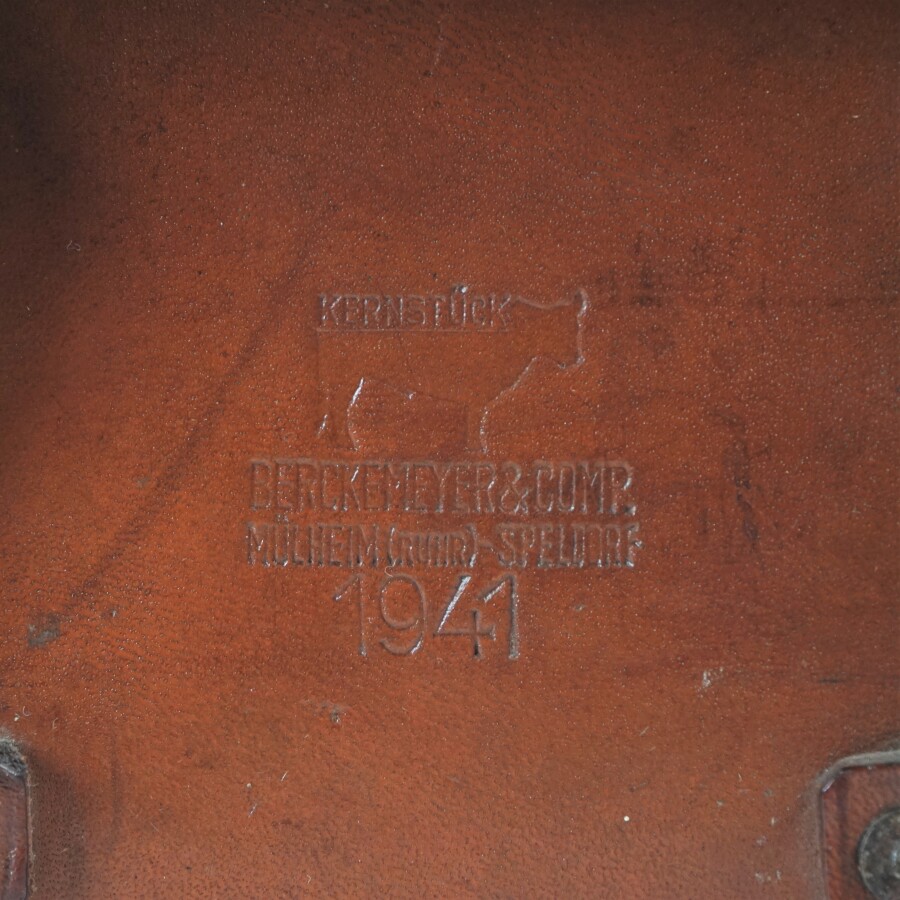 KERNSTÜCK
BERCKEMEYER & COMP.
MÜLHEIM (RUHR)-SPELDORF
1941